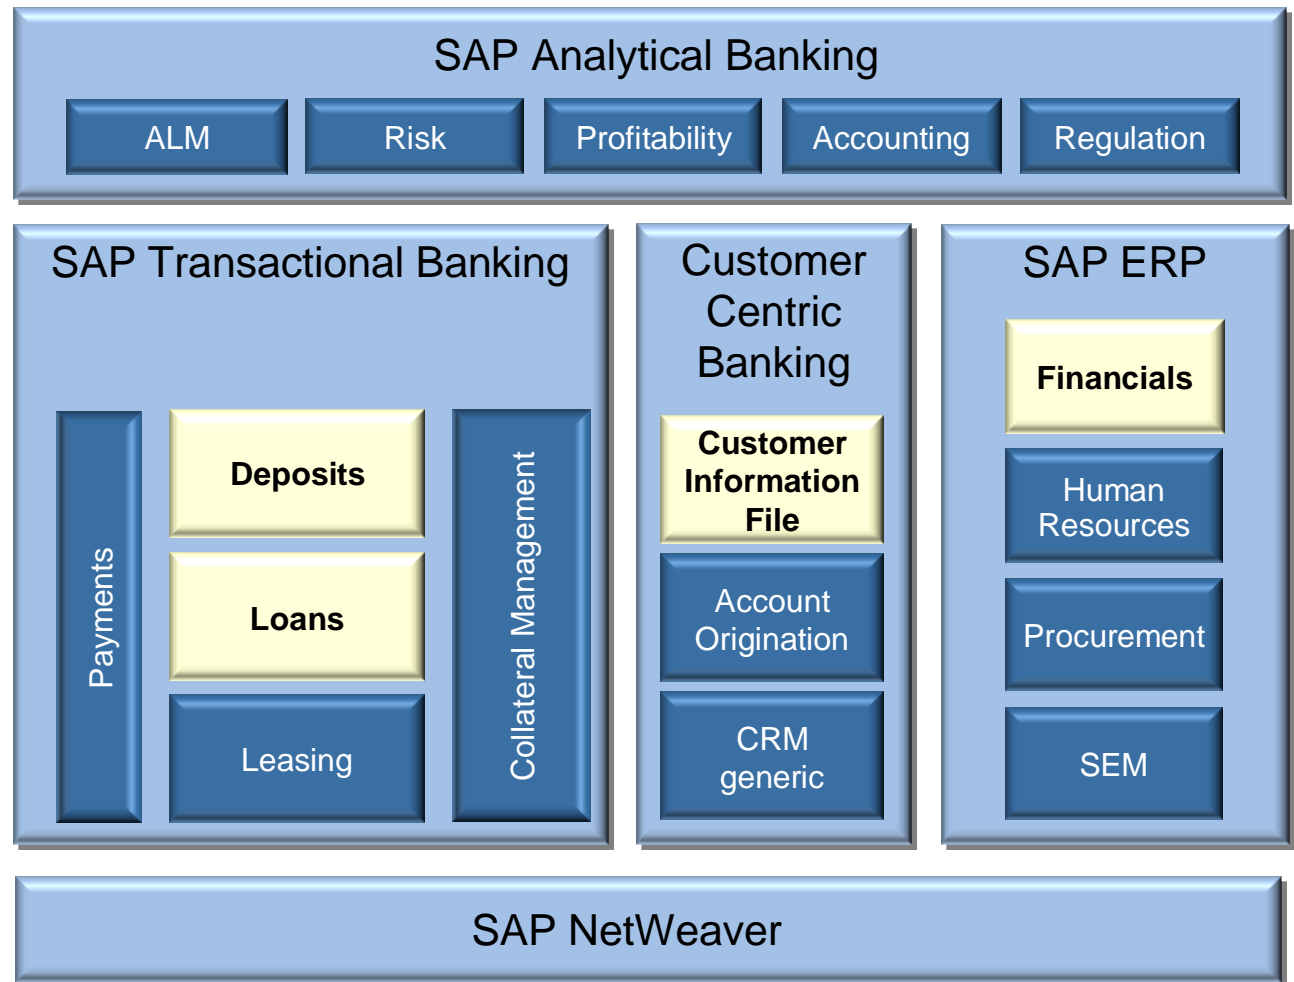 SAP Analytical Banking
ALM
Risk
Profitability
Accounting
Regulation
SAP Transactional Banking
Payments
Deposits
Loans
Leasing
Collateral Management
Customer
Centric
Banking
Customer
Information
File
Account
Origination
CRM
generic
SAP ERP
Financials
Human
Resources
Procurement
SEM
SAP NetWeaver